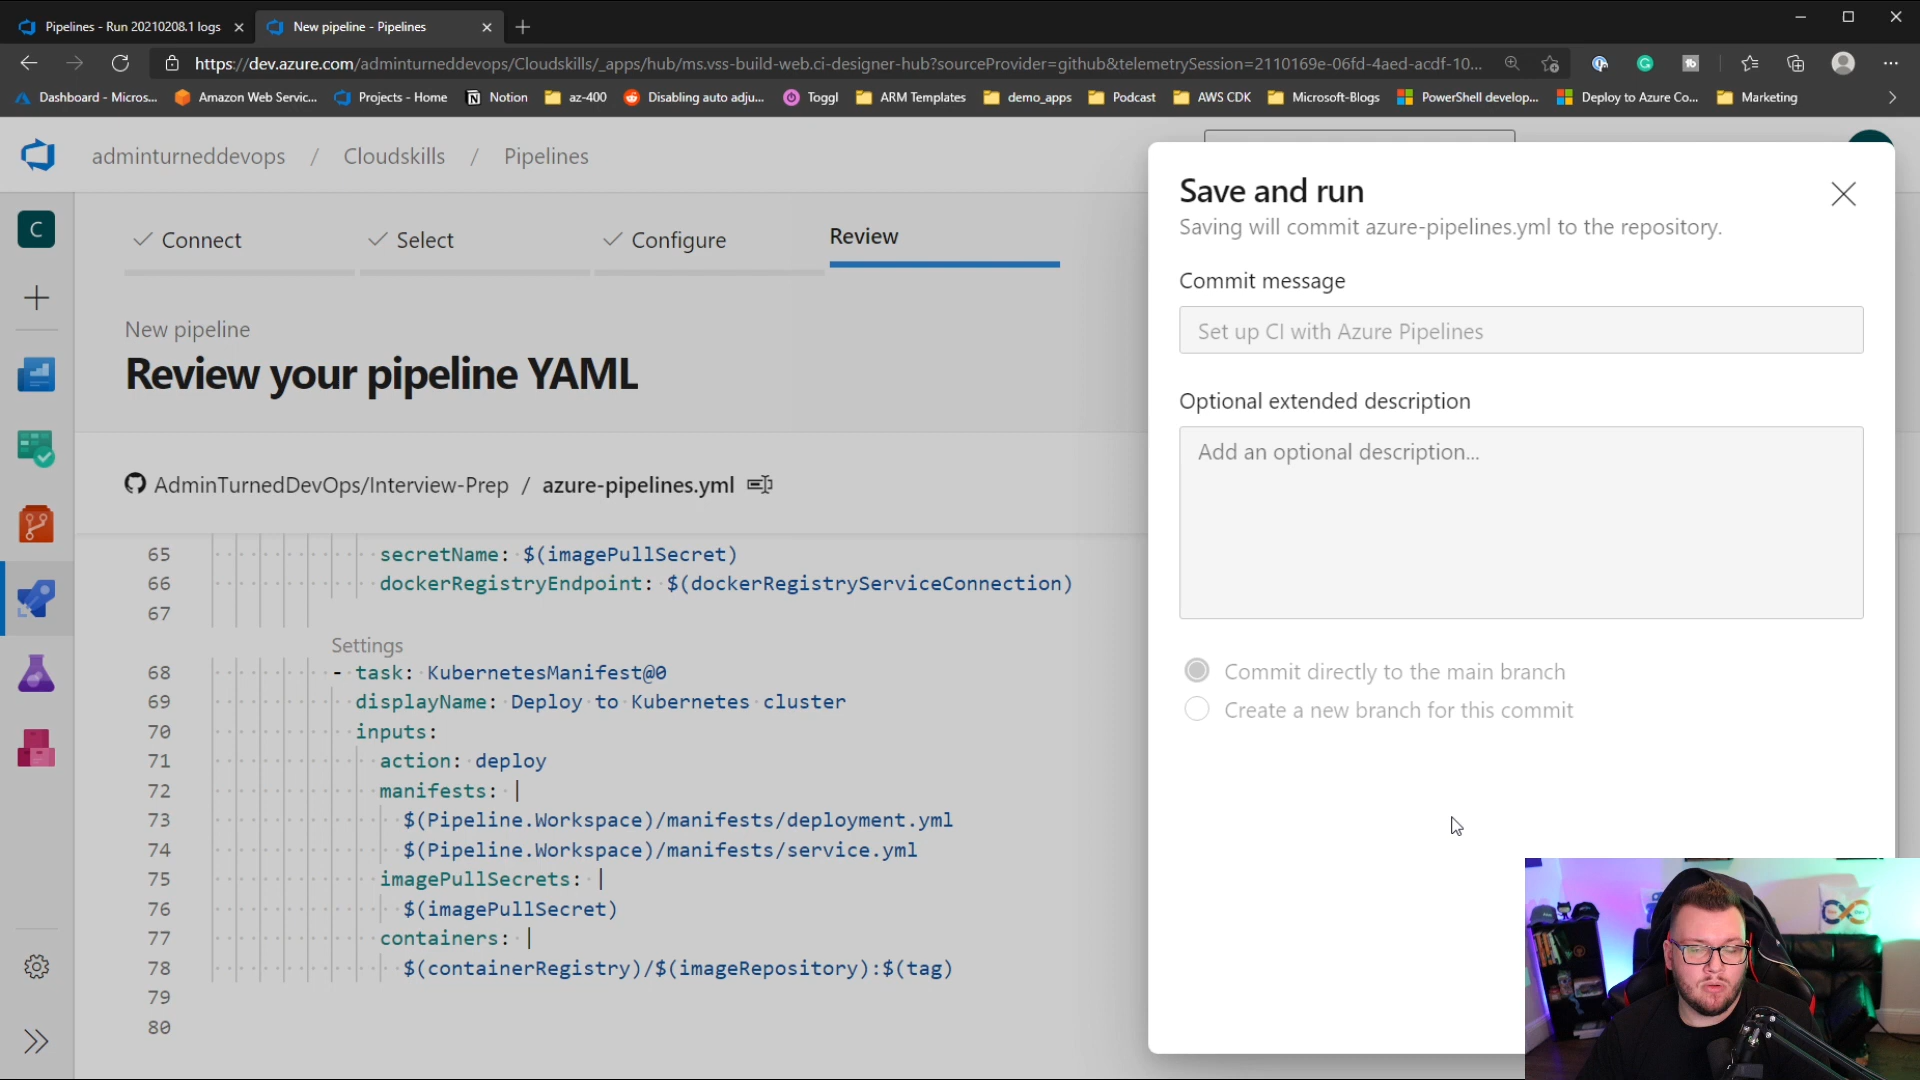 Pipelines - Run 20210208.1 logs
New pipeline - Pipelines
https://dev.azure.com/adminturneddevops/Cloudskills/_apps/hub/ms.vss-build-web.ci-designer-hub?sourceProvider=github&telemetrySession=2110169e-06fd-4aed-acdf-10...
Dashboard - Micros...
Amazon Web Servic...
Projects - Home
Notion
az-400
Disabling auto adju...
Toggl
ARM Templates
demo_apps
Podcast
AWS CDK
Microsoft-Blogs
PowerShell develop...
Deploy to Azure Co...
Marketing
adminturneddevops / Cloudskills / Pipelines
C
Connect
Select
Configure
Review
New pipeline
Review your pipeline YAML
AdminTurnedDevOps/Interview-Prep / azure-pipelines.yml
65 secretName: $(imagePullSecret)
66 dockerRegistryEndpoint: $(dockerRegistryServiceConnection)
67
Settings
68 - task: KubernetesManifest@0
69 displayName: Deploy to Kubernetes cluster
70 inputs:
71 action: deploy
72 manifests: |
73 $(Pipeline.Workspace)/manifests/deployment.yml
74 $(Pipeline.Workspace)/manifests/service.yml
75 imagePullSecrets: |
76 $(imagePullSecret)
77 containers: |
78 $(containerRegistry)/$(imageRepository):$(tag)
79
80
Save and run
Saving will commit azure-pipelines.yml to the repository.
Commit message
Set up CI with Azure Pipelines
Optional extended description
Add an optional description...
Commit directly to the main branch
Create a new branch for this commit